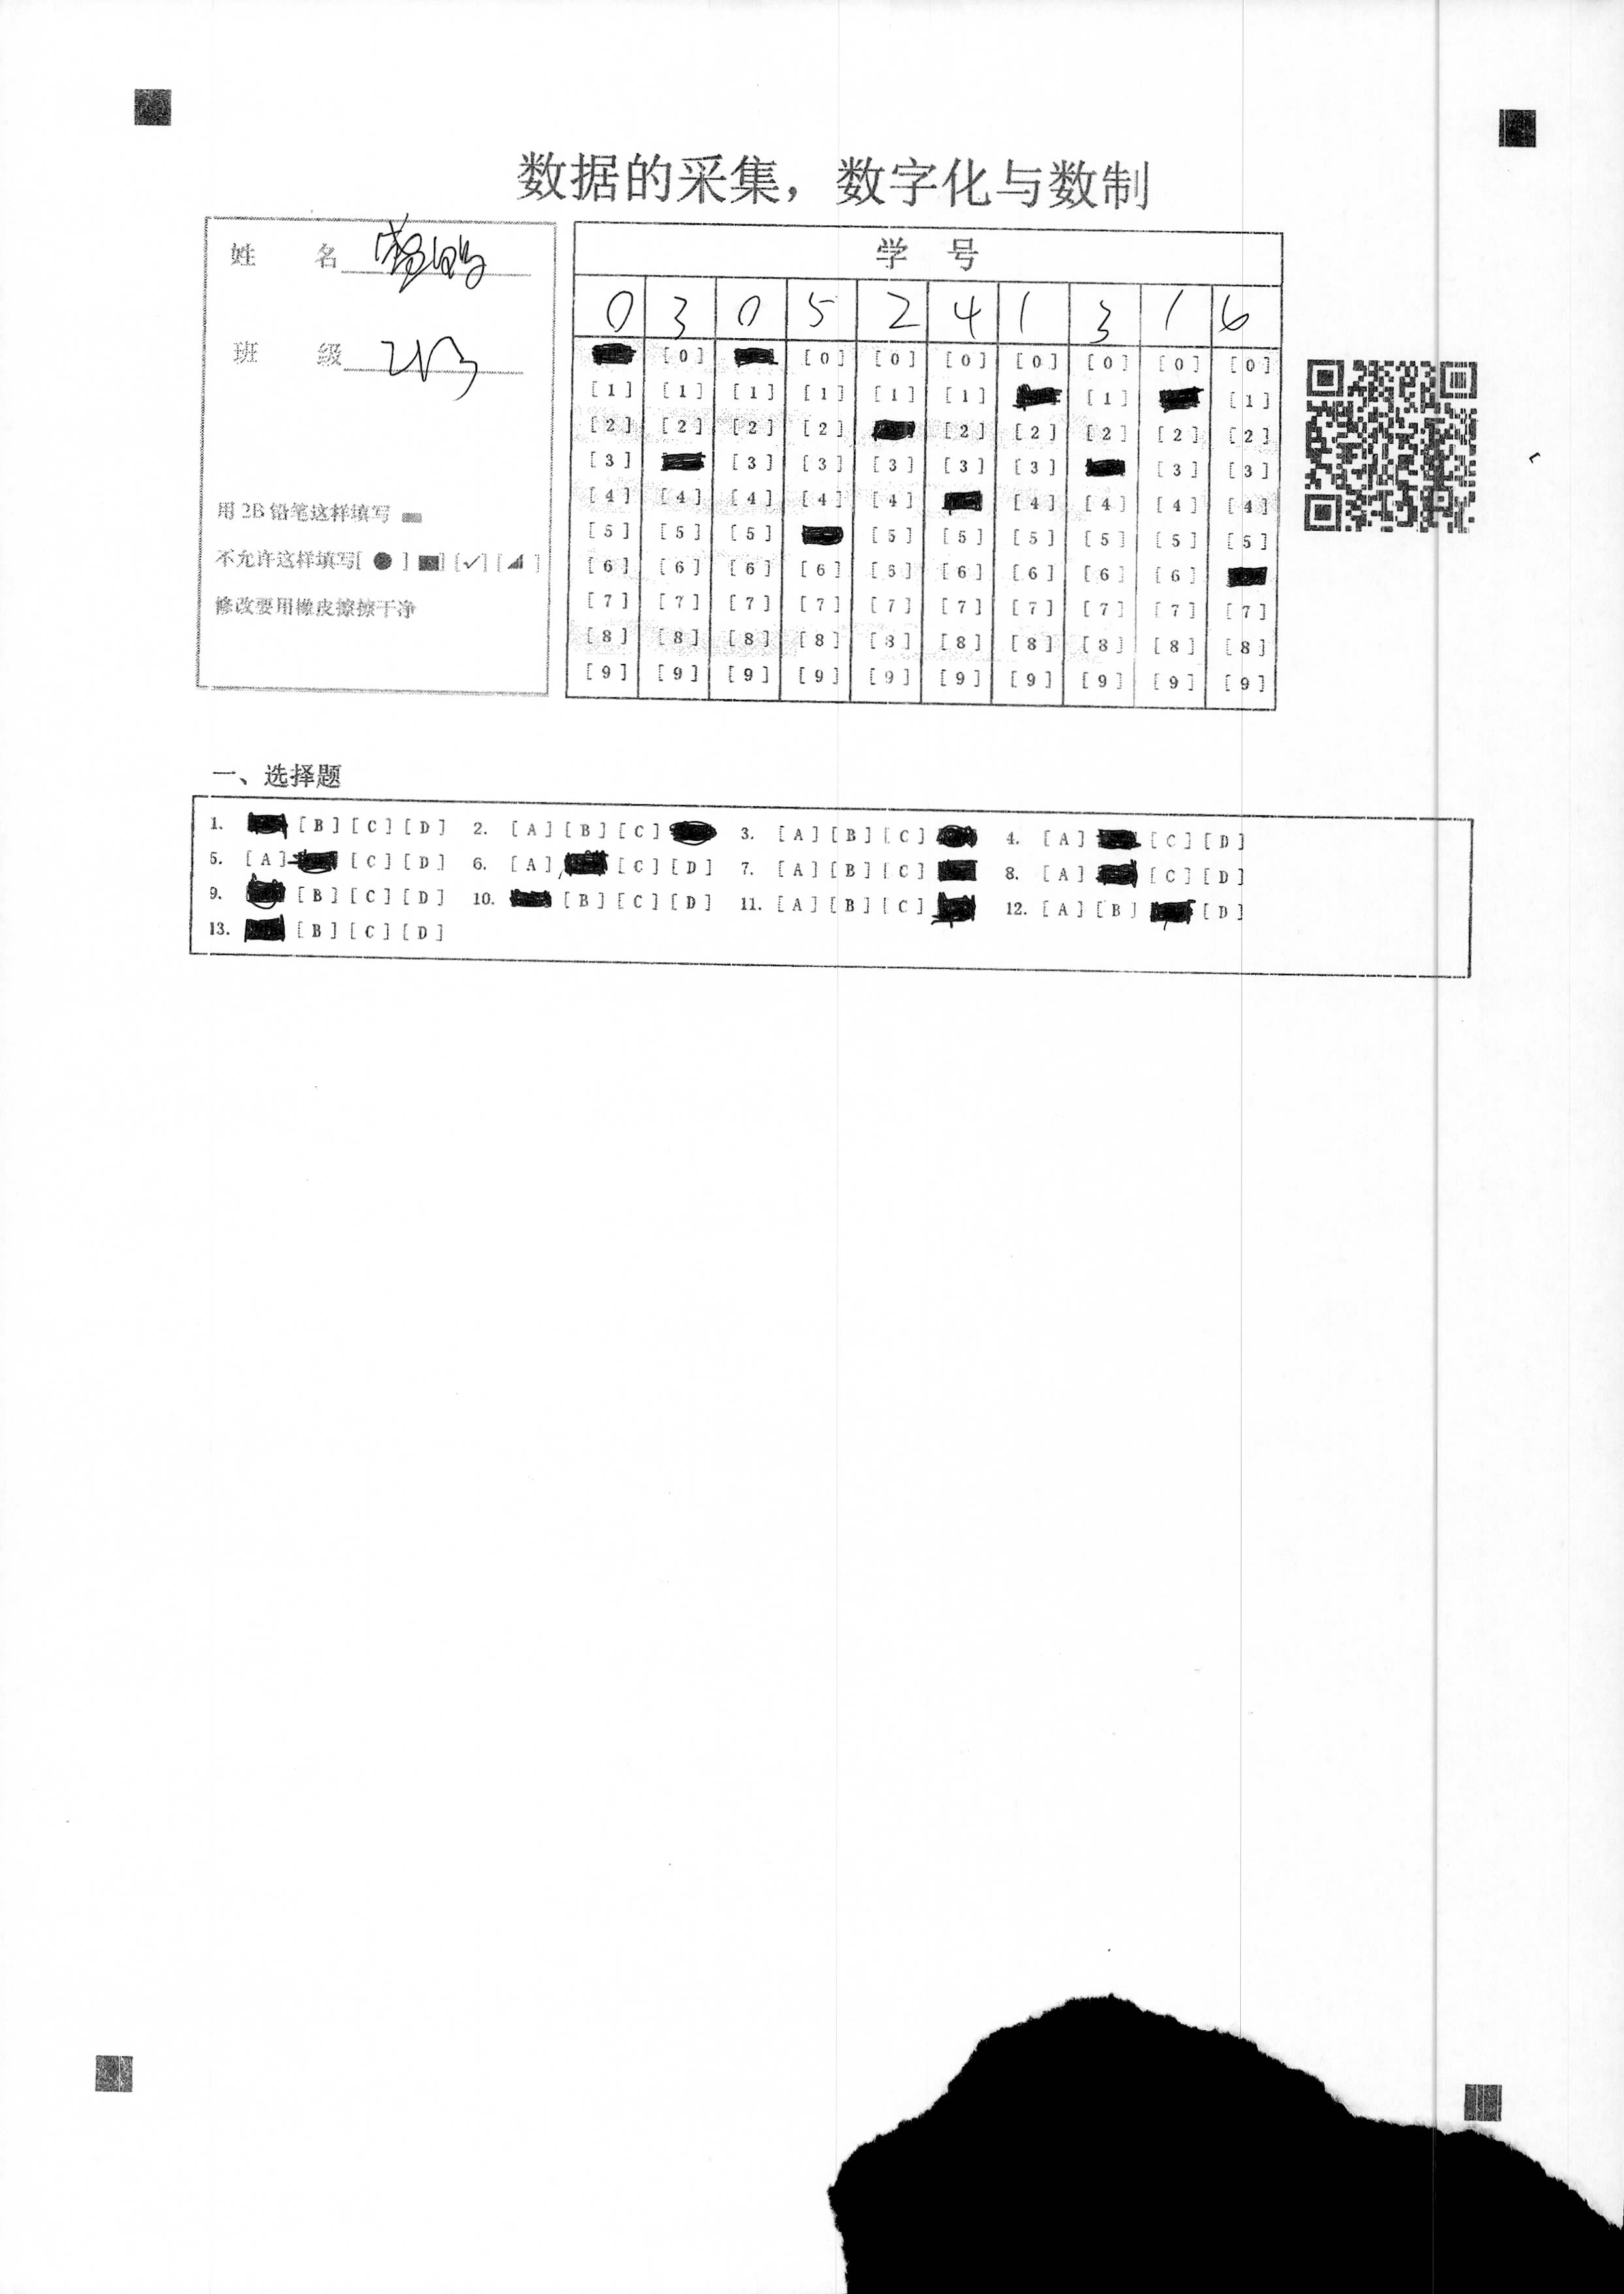 数据的采集，数字化与数制
姓 名
班 级 213
用 2B 铅笔这样填写
不允许这样填写[ ● ] [■] [✓] [◢ ]
修改要用橡皮擦擦干净
学 号
0 3 0 5 2 4 1 3 1 6
[0] [0] [0] [0] [0] [0] [0] [0]
[1] [1] [1] [1] [1] [1] [1] [1]
[2] [2] [2] [2] [2] [2] [2] [2] [2]
[3] [3] [3] [3] [3] [3] [3] [3]
[4] [4] [4] [4] [4] [4] [4] [4] [4]
[5] [5] [5] [5] [5] [5] [5] [5] [5]
[6] [6] [6] [6] [6] [6] [6] [6] [6]
[7] [7] [7] [7] [7] [7] [7] [7] [7] [7]
[8] [8] [8] [8] [8] [8] [8] [8] [8] [8]
[9] [9] [9] [9] [9] [9] [9] [9] [9] [9]
一、选择题
1. [B] [C] [D] 2. [A] [B] [C] 3. [A] [B] [C] 4. [A] [C] [D]
5. [A] [C] [D] 6. [A] [C] [D] 7. [A] [B] [C] 8. [A] [C] [D]
9. [B] [C] [D] 10. [B] [C] [D] 11. [A] [B] [C] 12. [A] [B] [D]
13. [B] [C] [D]